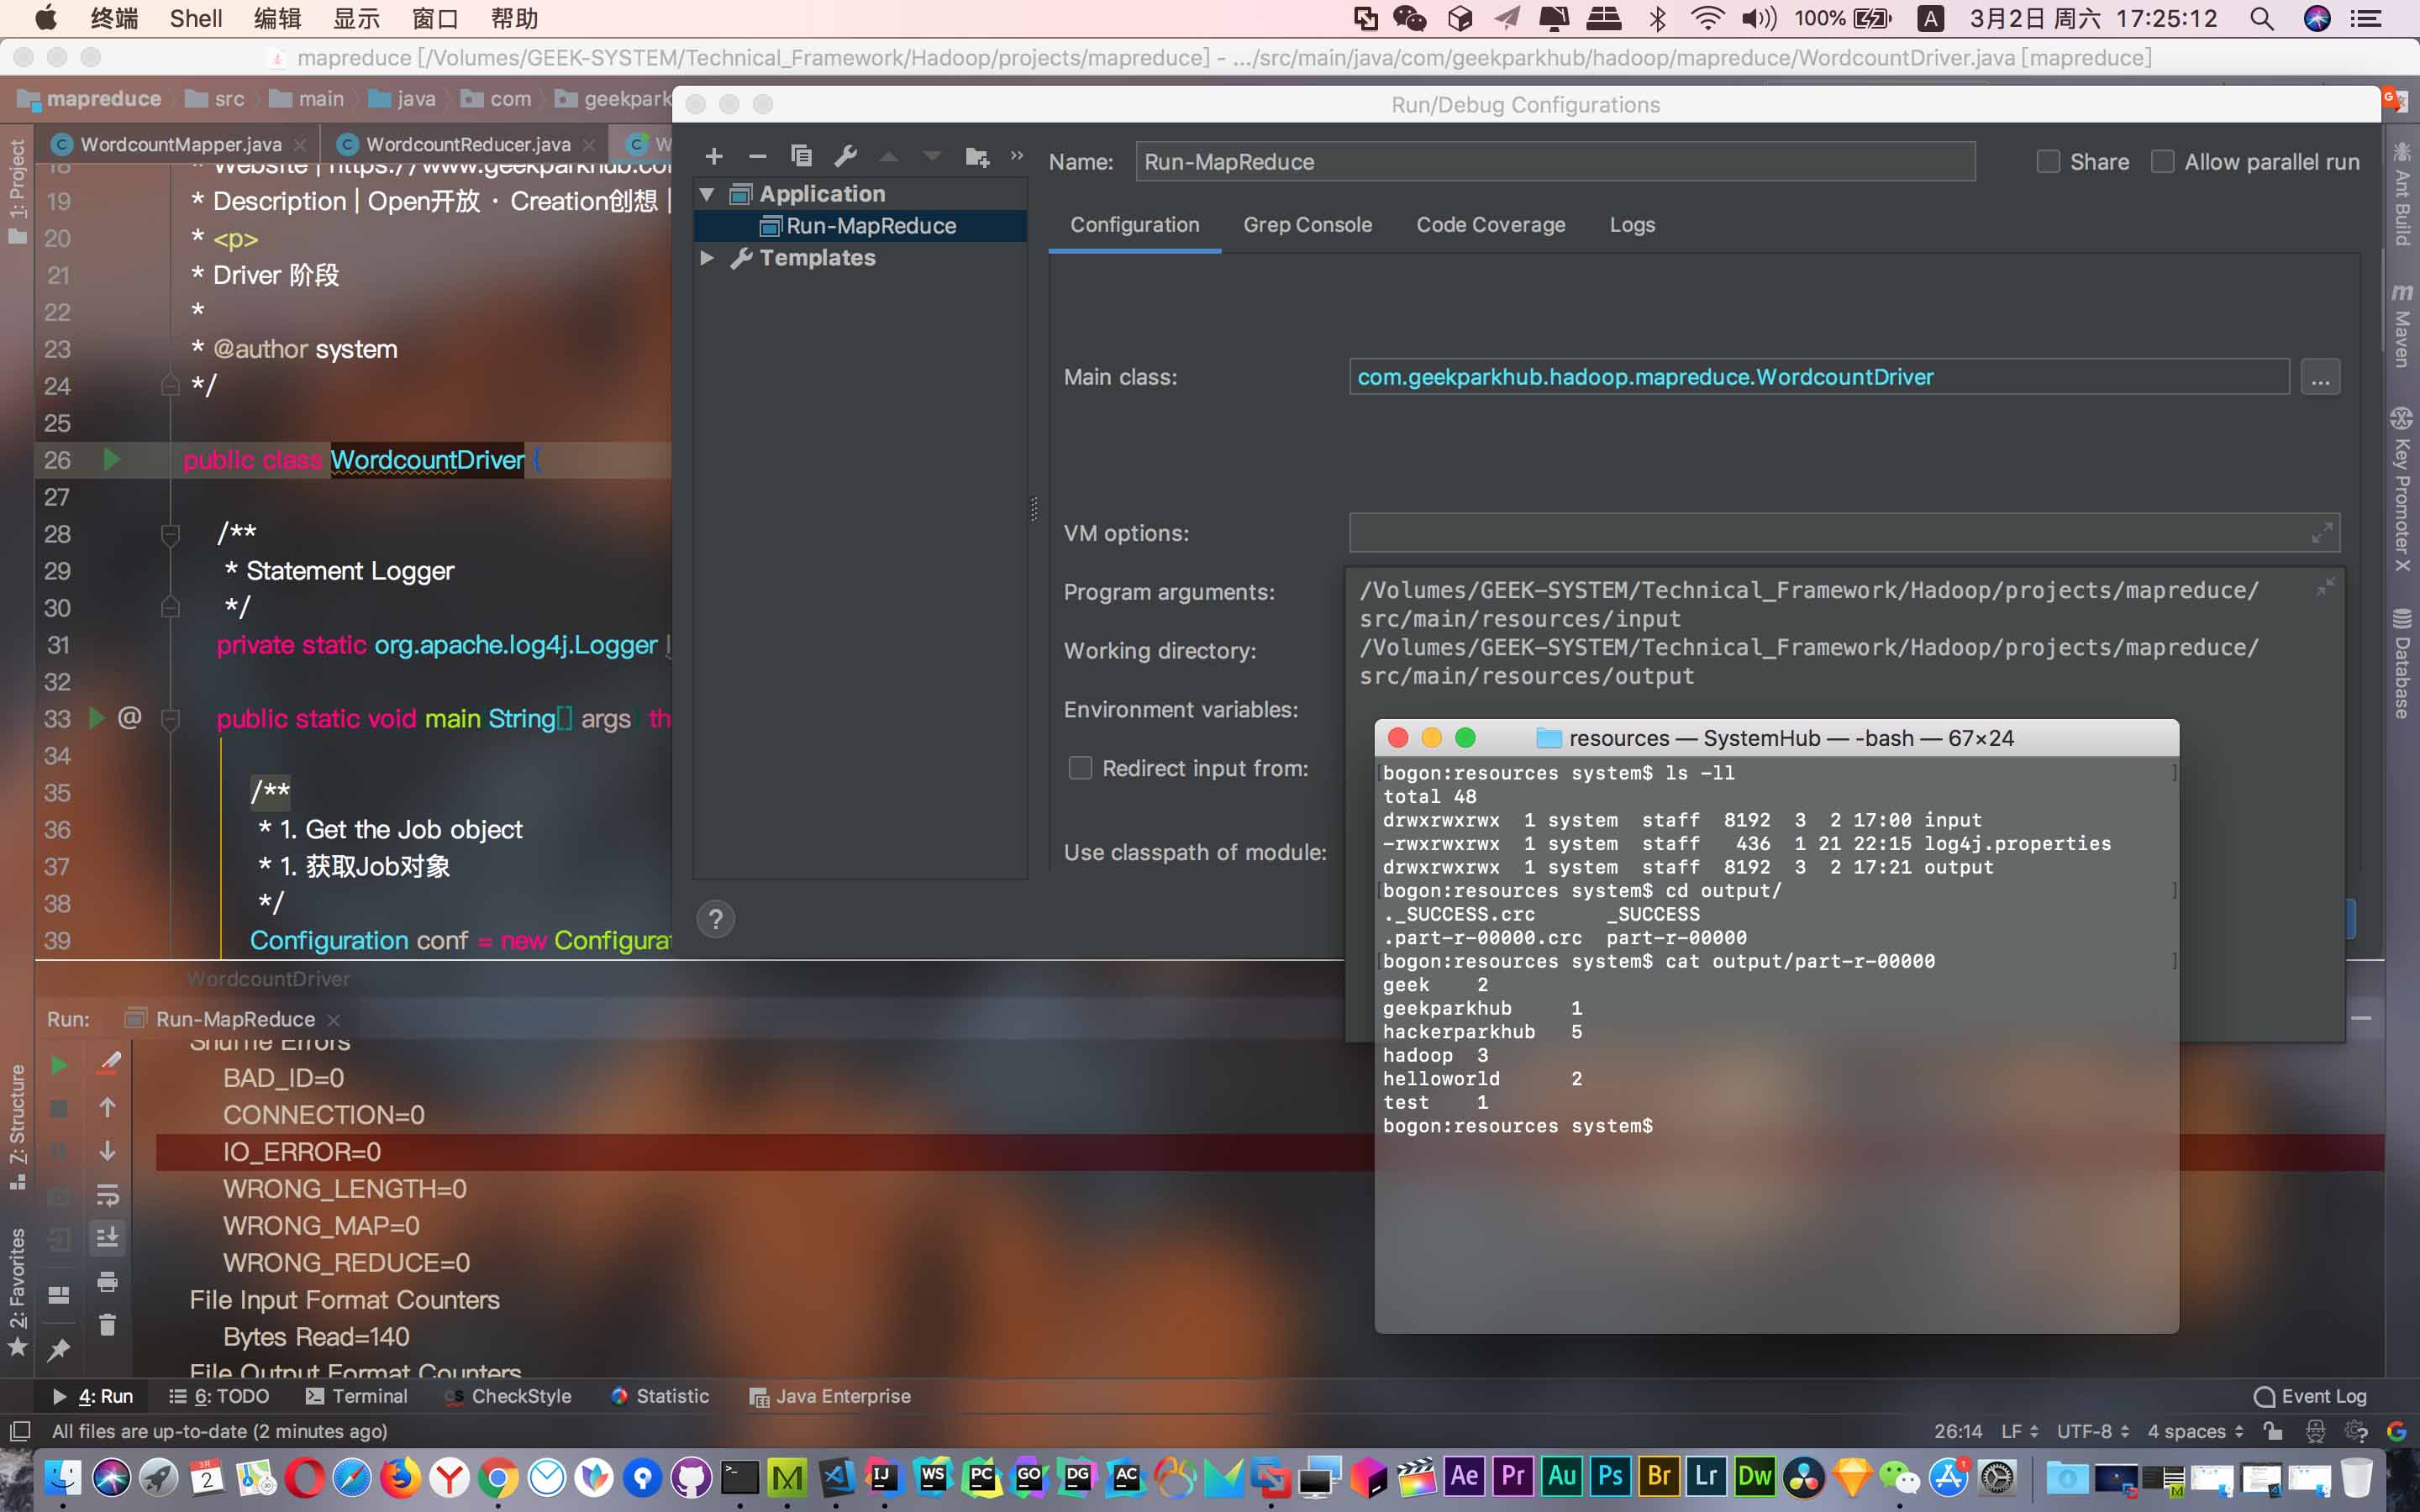 终端 Shell 编辑 显示 窗口 帮助 100% A 3月2日 周六 17:25:12
mapreduce [/Volumes/GEEK-SYSTEM/Technical_Framework/Hadoop/projects/mapreduce] - .../src/main/java/com/geekparkhub/hadoop/mapreduce/WordcountDriver.java [mapreduce]
mapreduce src main java com geekpark
Run/Debug Configurations
WordcountMapper.java WordcountReducer.java W
1: Project
18 * Website | https://www.geekparkhub.co
19 * Description | Open开放 · Creation创想 |
20 * <p>
21 * Driver 阶段
22 *
23 * @author system
24 */
25
26 public class WordcountDriver {
27
28 /**
29 * Statement Logger
30 */
31 private static org.apache.log4j.Logger l
32
33 @ public static void main String[] args th
34
35 /**
36 * 1. Get the Job object
37 * 1. 获取Job对象
38 */
39 Configuration conf = new Configurat
WordcountDriver
Application
Run-MapReduce
Templates
?
Name: Run-MapReduce
Share Allow parallel run
Configuration Grep Console Code Coverage Logs
Main class: com.geekparkhub.hadoop.mapreduce.WordcountDriver ...
VM options:
Program arguments:
/Volumes/GEEK-SYSTEM/Technical_Framework/Hadoop/projects/mapreduce/
src/main/resources/input
/Volumes/GEEK-SYSTEM/Technical_Framework/Hadoop/projects/mapreduce/
src/main/resources/output
Working directory:
Environment variables:
Redirect input from:
Use classpath of module:
resources — SystemHub — -bash — 67×24
bogon:resources system$ ls -ll
total 48
drwxrwxrwx 1 system staff 8192 3 2 17:00 input
-rwxrwxrwx 1 system staff 436 1 21 22:15 log4j.properties
drwxrwxrwx 1 system staff 8192 3 2 17:21 output
bogon:resources system$ cd output/
._SUCCESS.crc _SUCCESS
.part-r-00000.crc part-r-00000
bogon:resources system$ cat output/part-r-00000
geek 2
geekparkhub 1
hackerparkhub 5
hadoop 3
helloworld 2
test 1
bogon:resources system$
Ant Build
Maven
Key Promoter X
Database
Run: Run-MapReduce
Shuffle Errors
BAD_ID=0
CONNECTION=0
IO_ERROR=0
WRONG_LENGTH=0
WRONG_MAP=0
WRONG_REDUCE=0
File Input Format Counters
Bytes Read=140
File Output Format Counters
7: Structure
2: Favorites
4: Run 6: TODO Terminal CheckStyle Statistic Java Enterprise Event Log
All files are up-to-date (2 minutes ago) 26:14 LF UTF-8 4 spaces
2 IJ WS PC GO DG AC Ae Pr Au Ps Br Lr Dw 1